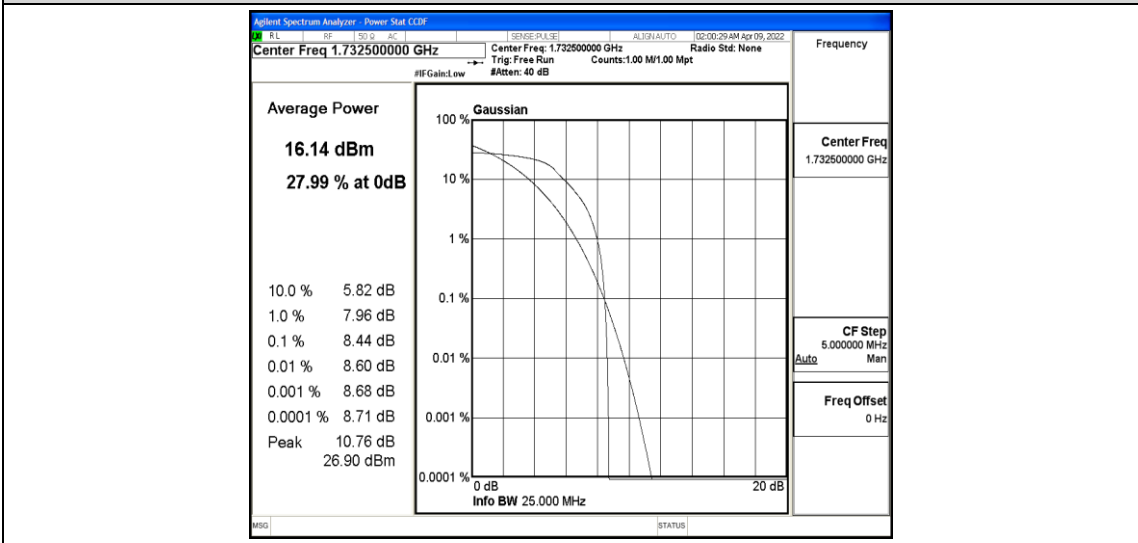 Agilent Spectrum Analyzer - Power Stat CCDF
LXI RL RF 50 Ω AC SENSE:PULSE ALIGN AUTO 02:00:29 AM Apr 09, 2022
Center Freq 1.732500000 GHz
Center Freq: 1.732500000 GHz Radio Std: None
Trig: Free Run Counts:1.00 M/1.00 Mpt
#IFGain:Low #Atten: 40 dB
Frequency
Average Power
16.14 dBm
27.99 % at 0dB
10.0 % 5.82 dB
1.0 % 7.96 dB
0.1 % 8.44 dB
0.01 % 8.60 dB
0.001 % 8.68 dB
0.0001 % 8.71 dB
Peak 10.76 dB
26.90 dBm
Gaussian
100 %
10 %
1 %
0.1 %
0.01 %
0.001 %
0.0001 %
0 dB 20 dB
Info BW 25.000 MHz
Center Freq
1.732500000 GHz
CF Step
5.000000 MHz
Auto Man
Freq Offset
0 Hz
MSG STATUS